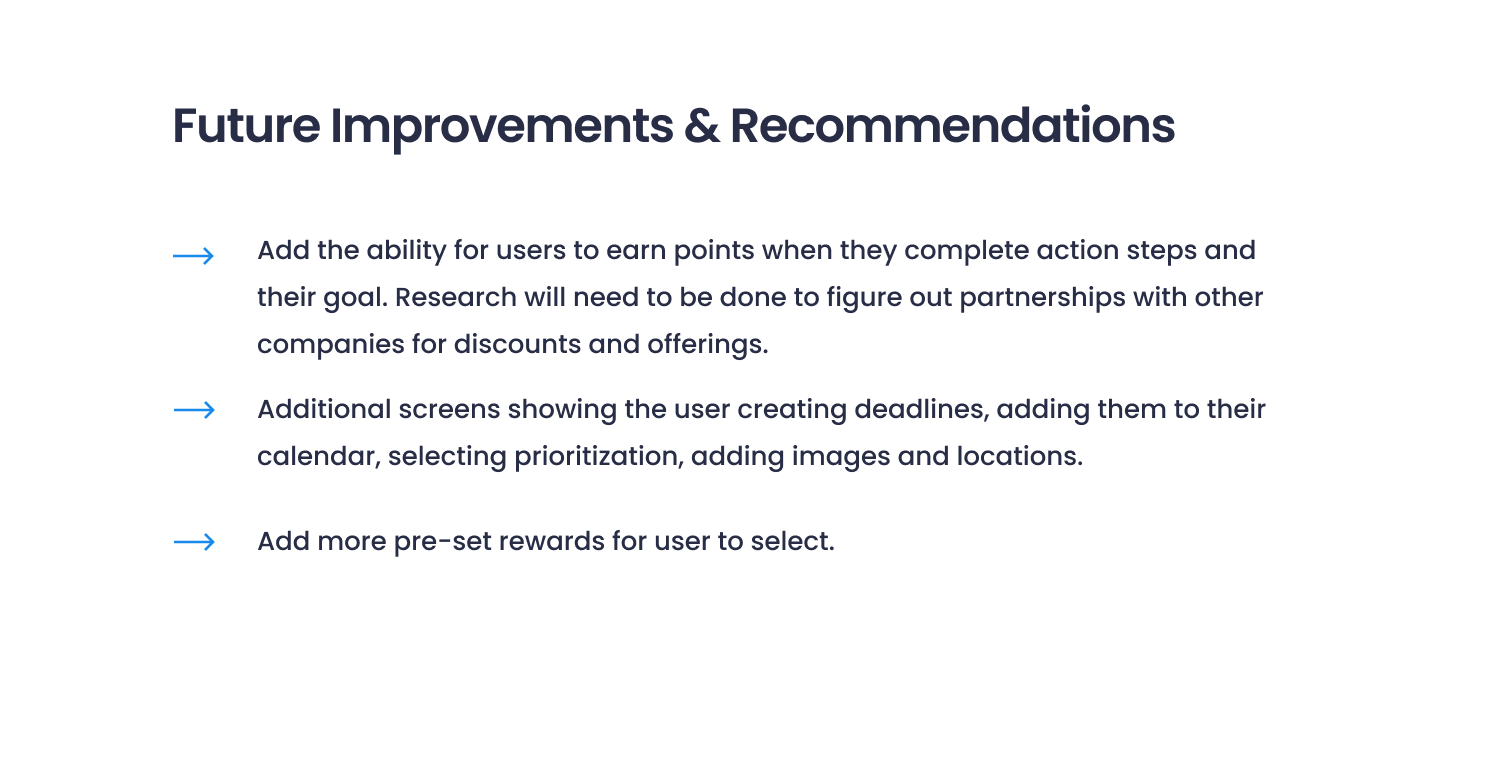 Future Improvements & Recommendations
Add the ability for users to earn points when they complete action steps and
their goal. Research will need to be done to figure out partnerships with other
companies for discounts and offerings.
Additional screens showing the user creating deadlines, adding them to their
calendar, selecting prioritization, adding images and locations.
Add more pre-set rewards for user to select.